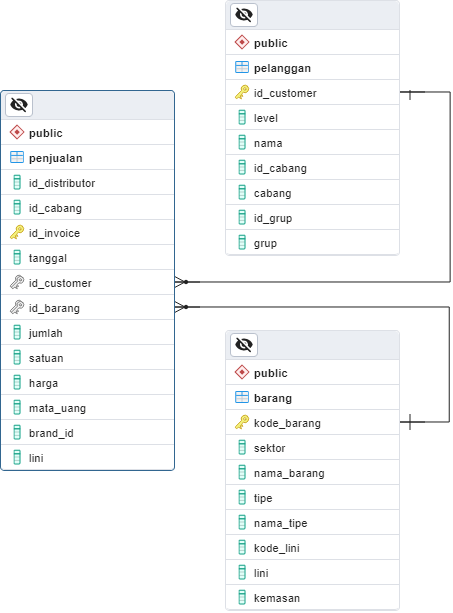 public
penjualan
id_distributor
id_cabang
id_invoice
tanggal
id_customer
id_barang
jumlah
satuan
harga
mata_uang
brand_id
lini
public
pelanggan
id_customer
level
nama
id_cabang
cabang
id_grup
grup
public
barang
kode_barang
sektor
nama_barang
tipe
nama_tipe
kode_lini
lini
kemasan